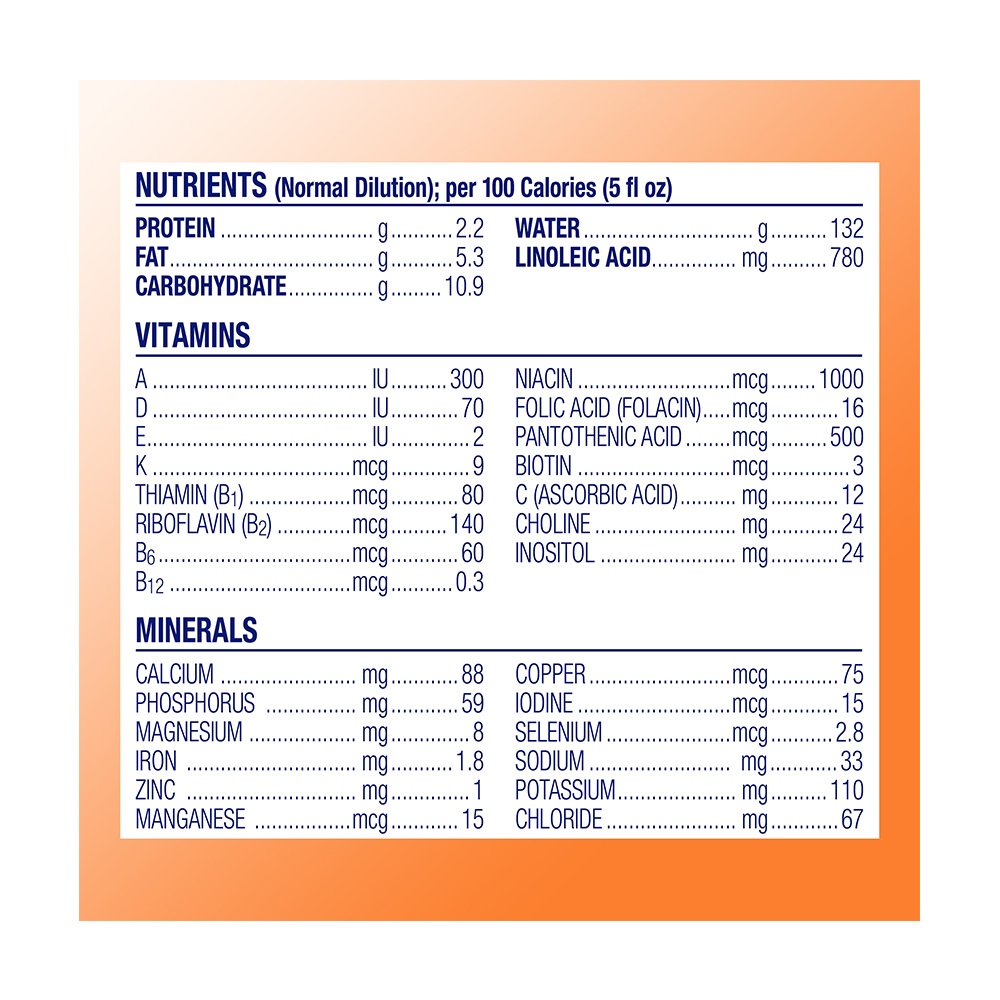 NUTRIENTS (Normal Dilution); per 100 Calories (5 fl oz)
PROTEIN ............................ g........... 2.2
FAT...................................... g........... 5.3
CARBOHYDRATE................ g......... 10.9
WATER ............................... g.......... 132
LINOLEIC ACID................ mg.......... 780
VITAMINS
A ........................................ IU.......... 300
D ........................................ IU............ 70
E......................................... IU.............. 2
K .....................................mcg.............. 9
THIAMIN (B1) ....................mcg............ 80
RIBOFLAVIN (B2) ..............mcg.......... 140
B6....................................mcg............ 60
B12 .................................mcg........... 0.3
NIACIN ............................mcg........ 1000
FOLIC ACID (FOLACIN).....mcg............ 16
PANTOTHENIC ACID ........mcg.......... 500
BIOTIN ............................mcg.............. 3
C (ASCORBIC ACID).......... mg............ 12
CHOLINE .......................... mg............ 24
INOSITOL ......................... mg............ 24
MINERALS
CALCIUM ......................... mg............ 88
PHOSPHORUS ................ mg............ 59
MAGNESIUM .................... mg.............. 8
IRON ............................... mg........... 1.8
ZINC ............................... mg.............. 1
MANGANESE ..................mcg............ 15
COPPER ..........................mcg............ 75
IODINE ............................mcg............ 15
SELENIUM .......................mcg............ 2.8
SODIUM .......................... mg............ 33
POTASSIUM..................... mg........... 110
CHLORIDE ........................ mg............ 67